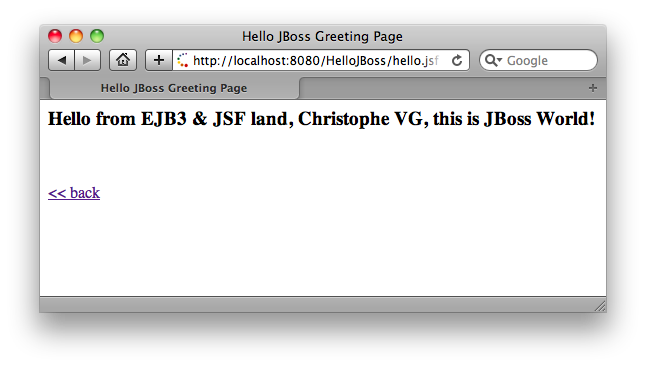 Hello JBoss Greeting Page
http://localhost:8080/HelloJBoss/hello.jsf
Google
Hello JBoss Greeting Page
Hello from EJB3 & JSF land, Christophe VG, this is JBoss World!
<< back